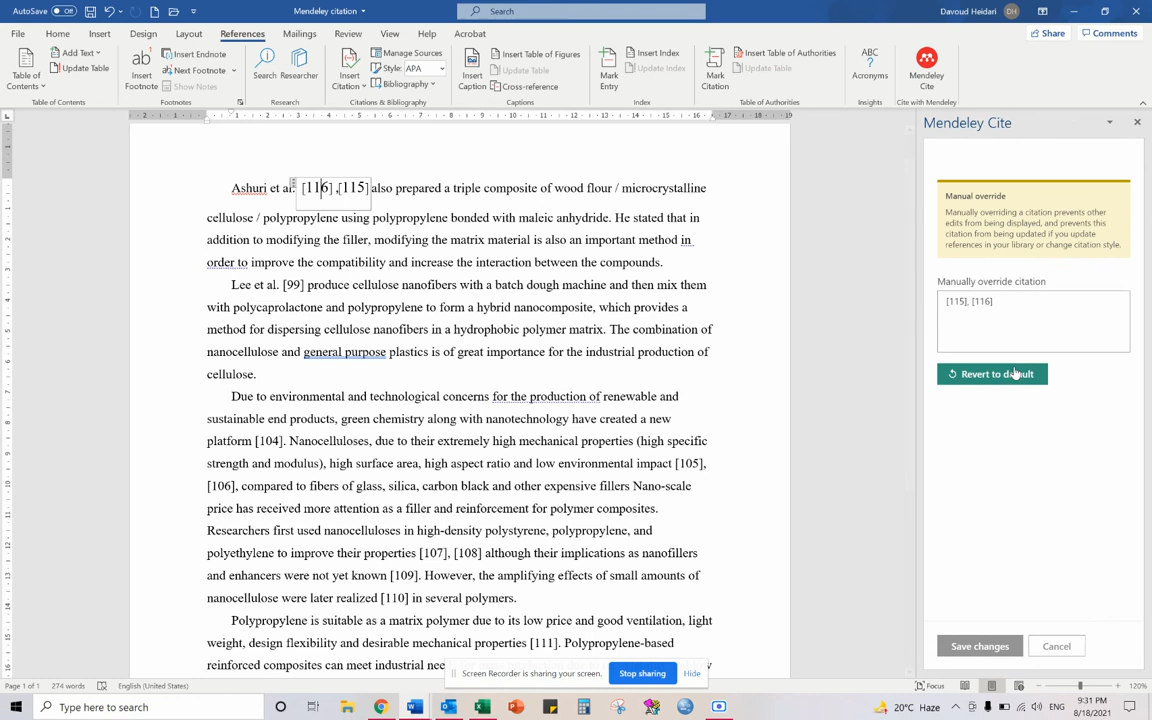 AutoSave Off
Mendeley citation
Search
Davoud Heidari DH
File Home Insert Design Layout References Mailings Review View Help Acrobat
Share Comments
Table of Contents
Add Text
Update Table
Table of Contents
Insert Footnote
Insert Endnote
Next Footnote
Show Notes
Footnotes
Search
Researcher
Research
Insert Citation
Manage Sources
Style: APA
Bibliography
Citations & Bibliography
Insert Caption
Insert Table of Figures
Update Table
Cross-reference
Captions
Mark Entry
Insert Index
Update Index
Index
Mark Citation
Insert Table of Authorities
Update Table
Table of Authorities
Acronyms
Insights
Mendeley Cite
Cite with Mendeley
Ashuri et al. [116] ,[115] also prepared a triple composite of wood flour / microcrystalline
cellulose / polypropylene using polypropylene bonded with maleic anhydride. He stated that in
addition to modifying the filler, modifying the matrix material is also an important method in
order to improve the compatibility and increase the interaction between the compounds.
Lee et al. [99] produce cellulose nanofibers with a batch dough machine and then mix them
with polycaprolactone and polypropylene to form a hybrid nanocomposite, which provides a
method for dispersing cellulose nanofibers in a hydrophobic polymer matrix. The combination of
nanocellulose and general purpose plastics is of great importance for the industrial production of
cellulose.
Due to environmental and technological concerns for the production of renewable and
sustainable end products, green chemistry along with nanotechnology have created a new
platform [104]. Nanocelluloses, due to their extremely high mechanical properties (high specific
strength and modulus), high surface area, high aspect ratio and low environmental impact [105],
[106], compared to fibers of glass, silica, carbon black and other expensive fillers Nano-scale
price has received more attention as a filler and reinforcement for polymer composites.
Researchers first used nanocelluloses in high-density polystyrene, polypropylene, and
polyethylene to improve their properties [107], [108] although their implications as nanofillers
and enhancers were not yet known [109]. However, the amplifying effects of small amounts of
nanocellulose were later realized [110] in several polymers.
Polypropylene is suitable as a matrix polymer due to its low price and good ventilation, light
weight, design flexibility and desirable mechanical properties [111]. Polypropylene-based
reinforced composites can meet industrial nee
Mendeley Cite
Manual override
Manually overriding a citation prevents other
edits from being displayed, and prevents this
citation from being updated if you update
references in your library or change citation style.
Manually override citation
[115], [116]
Revert to default
Save changes Cancel
Screen Recorder is sharing your screen. Stop sharing Hide
Page 1 of 1 274 words English (United States)
Focus
120%
Type here to search
20°C Haze
ENG
9:31 PM
8/18/2021